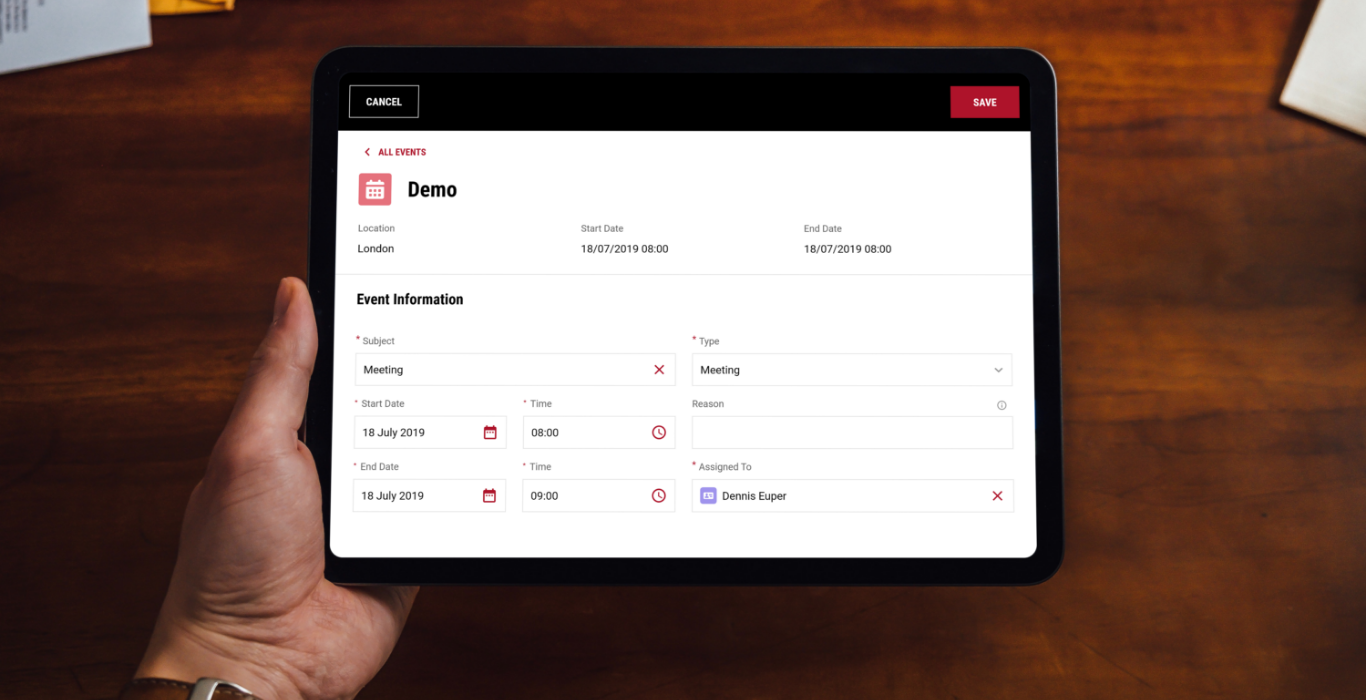 CANCEL
SAVE
ALL EVENTS
Demo
Location
Start Date
End Date
London
18/07/2019 08:00
18/07/2019 08:00
Event Information
* Subject
* Type
Meeting
Meeting
* Start Date
* Time
Reason
18 July 2019
08:00
* End Date
* Time
* Assigned To
18 July 2019
09:00
Dennis Euper